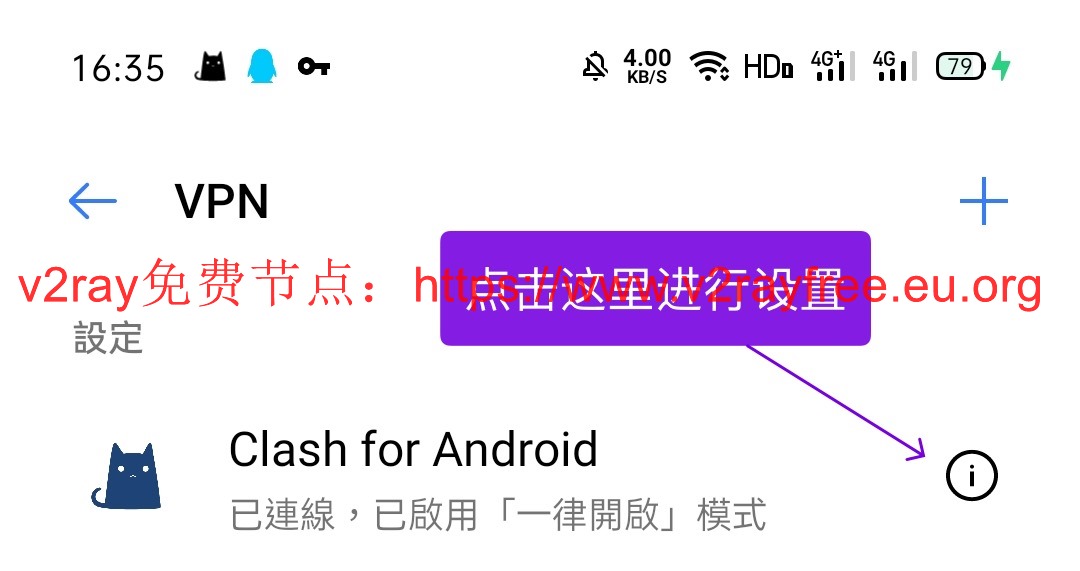 16:35 4.00 KB/S HD 4G+ 4G 79
VPN
点击这里进行设置
v2ray免费节点：https://www.v2rayfree.eu.org
設定
Clash for Android
已連線，已啟用「一律開啟」模式